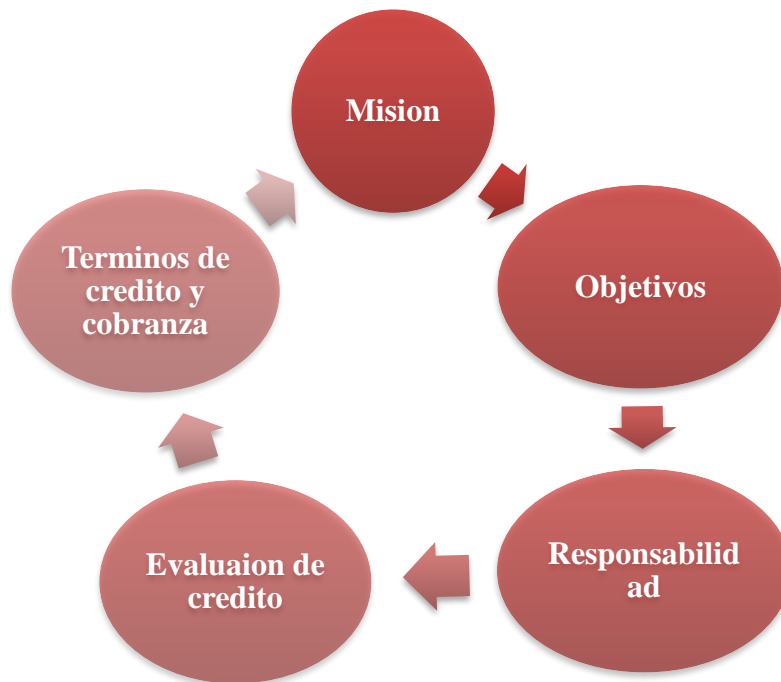 Mision
Objetivos
Responsabilid
ad
Evaluaion de
credito
Terminos de
credito y
cobranza